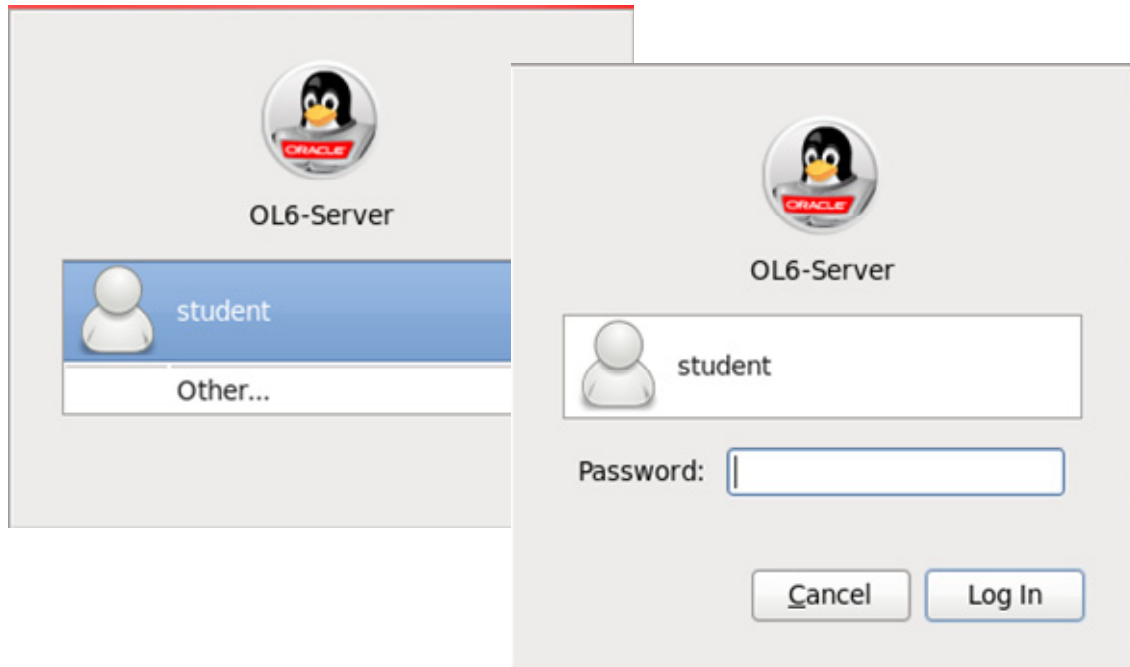 ORACLE
OL6-Server
student
Other...
ORACLE
OL6-Server
student
Password:
Cancel
Log In